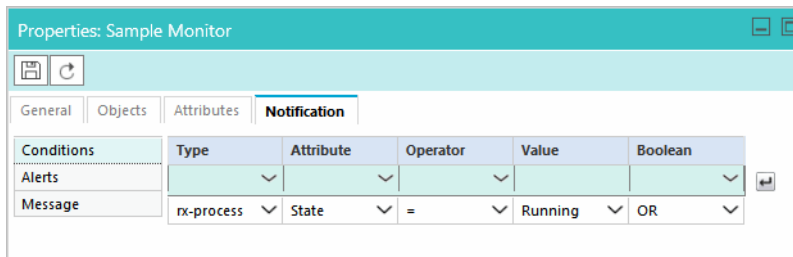 Properties: Sample Monitor
General Objects Attributes Notification
Conditions Type Attribute Operator Value Boolean
Alerts
Message rx-process State = Running OR